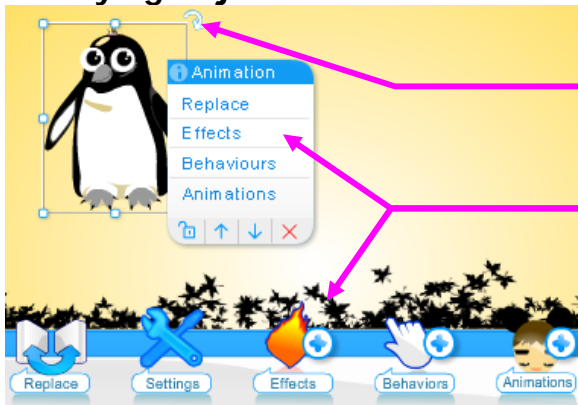 Animation
Replace
Effects
Behaviours
Animations
Replace
Settings
Effects
Behaviors
Animations